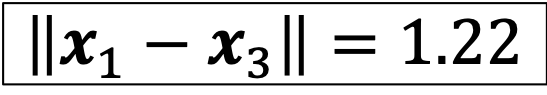 ‖𝒙₁ − 𝒙₃‖ = 1.22